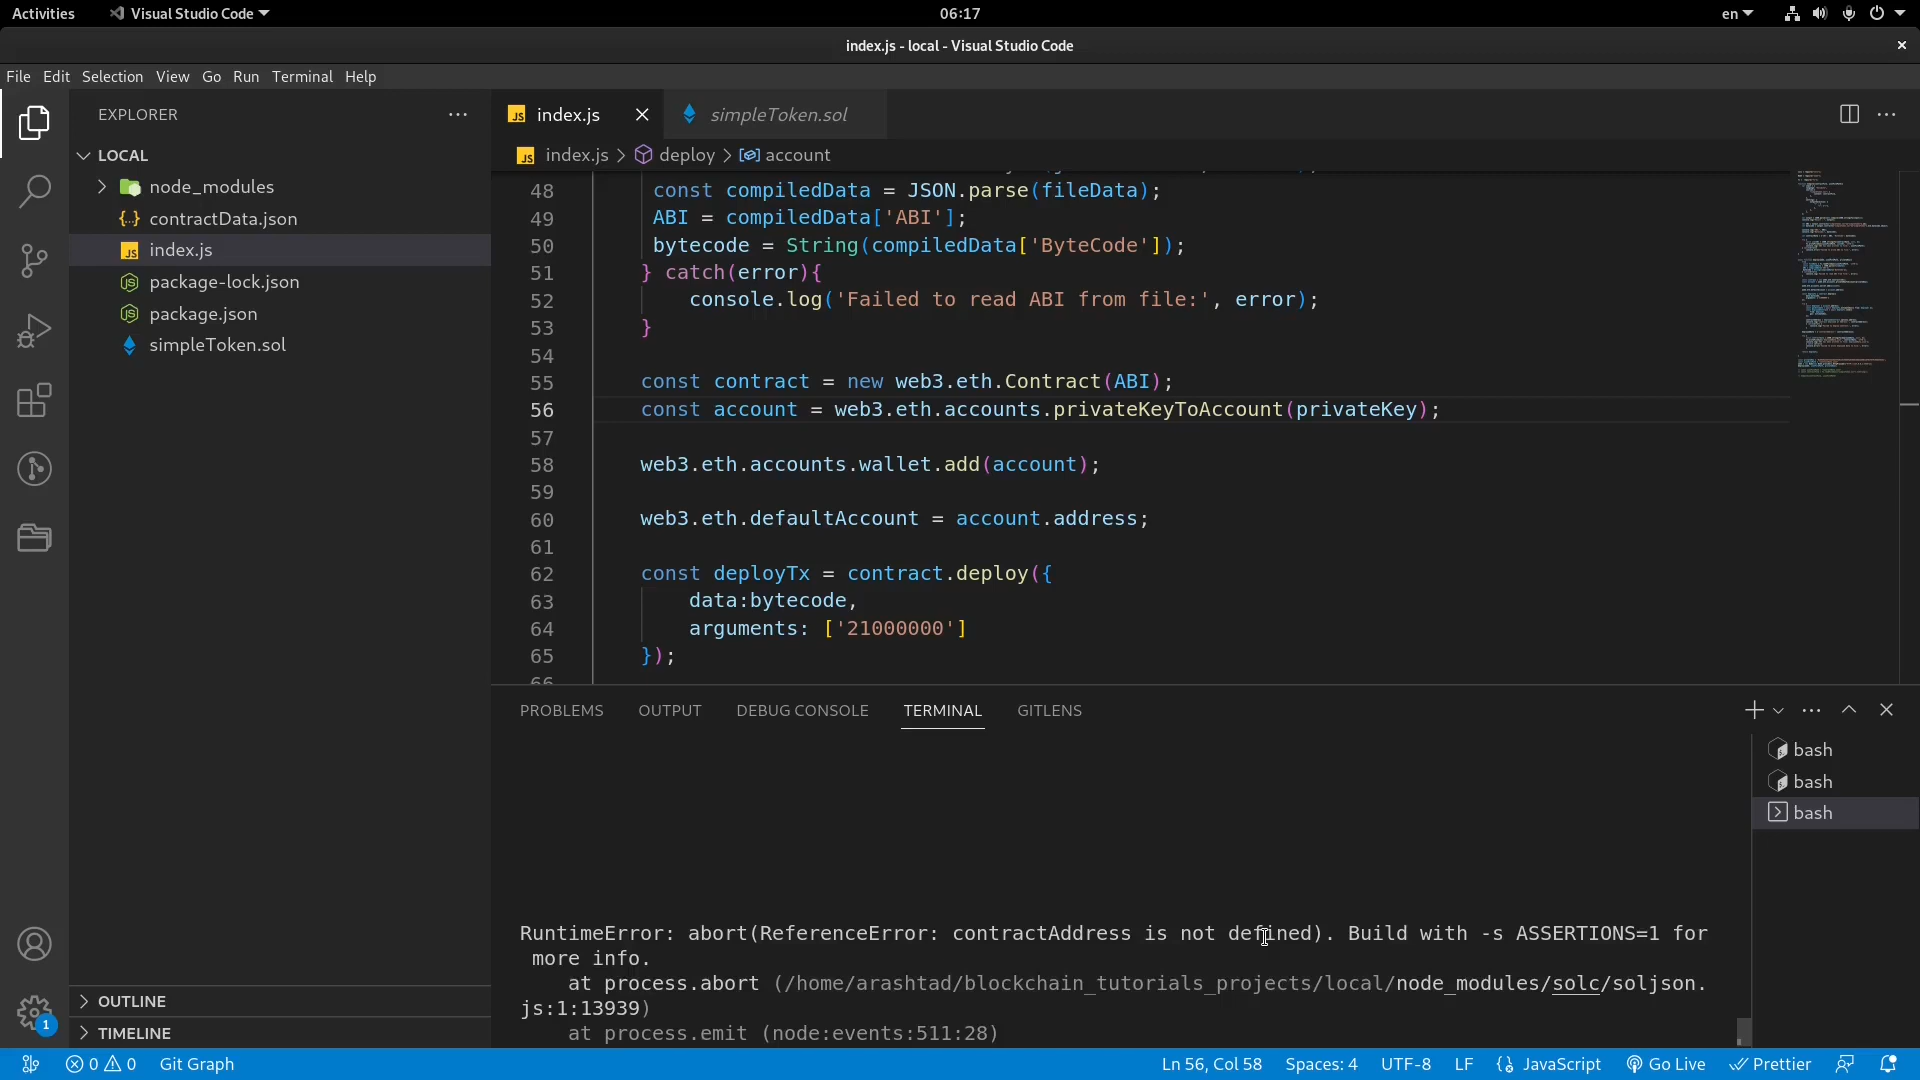 Activities
Visual Studio Code
06:17
en
index.js - local - Visual Studio Code
File Edit Selection View Go Run Terminal Help
EXPLORER
LOCAL
node_modules
contractData.json
index.js
package-lock.json
package.json
simpleToken.sol
OUTLINE
TIMELINE
index.js
simpleToken.sol
index.js > deploy > account
48 const compiledData = JSON.parse(fileData);
49 ABI = compiledData['ABI'];
50 bytecode = String(compiledData['ByteCode']);
51 } catch(error){
52 console.log('Failed to read ABI from file:', error);
53 }
54
55 const contract = new web3.eth.Contract(ABI);
56 const account = web3.eth.accounts.privateKeyToAccount(privateKey);
57
58 web3.eth.accounts.wallet.add(account);
59
60 web3.eth.defaultAccount = account.address;
61
62 const deployTx = contract.deploy({
63 data:bytecode,
64 arguments: ['21000000']
65 });
66
PROBLEMS OUTPUT DEBUG CONSOLE TERMINAL GITLENS
bash
bash
bash
RuntimeError: abort(ReferenceError: contractAddress is not defined). Build with -s ASSERTIONS=1 for
more info.
at process.abort (/home/arashtad/blockchain_tutorials_projects/local/node_modules/solc/soljson.
js:1:13939)
at process.emit (node:events:511:28)
1
0 0 Git Graph
Ln 56, Col 58 Spaces: 4 UTF-8 LF JavaScript Go Live Prettier